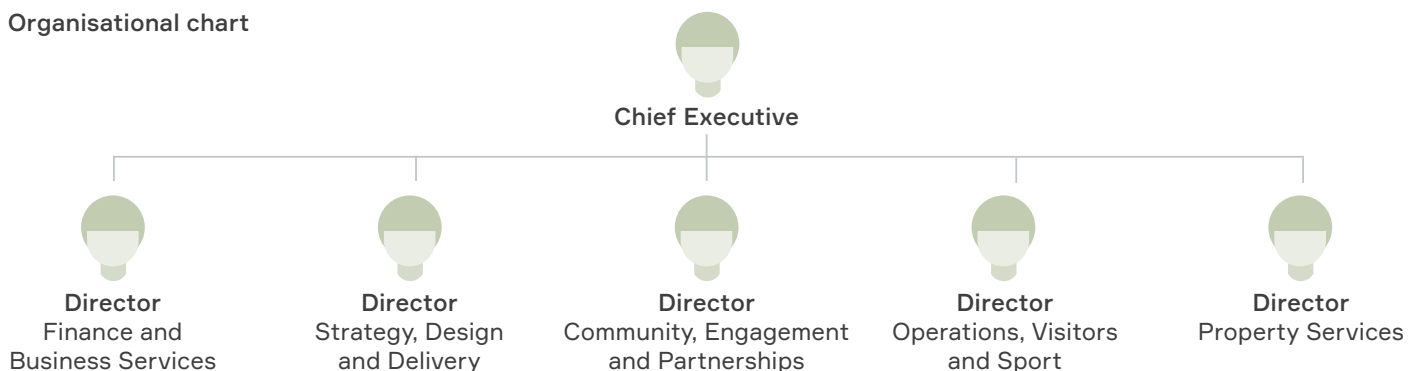 Organisational chart
Chief Executive
Director
Finance and
Business Services
Director
Strategy, Design
and Delivery
Director
Community, Engagement
and Partnerships
Director
Operations, Visitors
and Sport
Director
Property Services